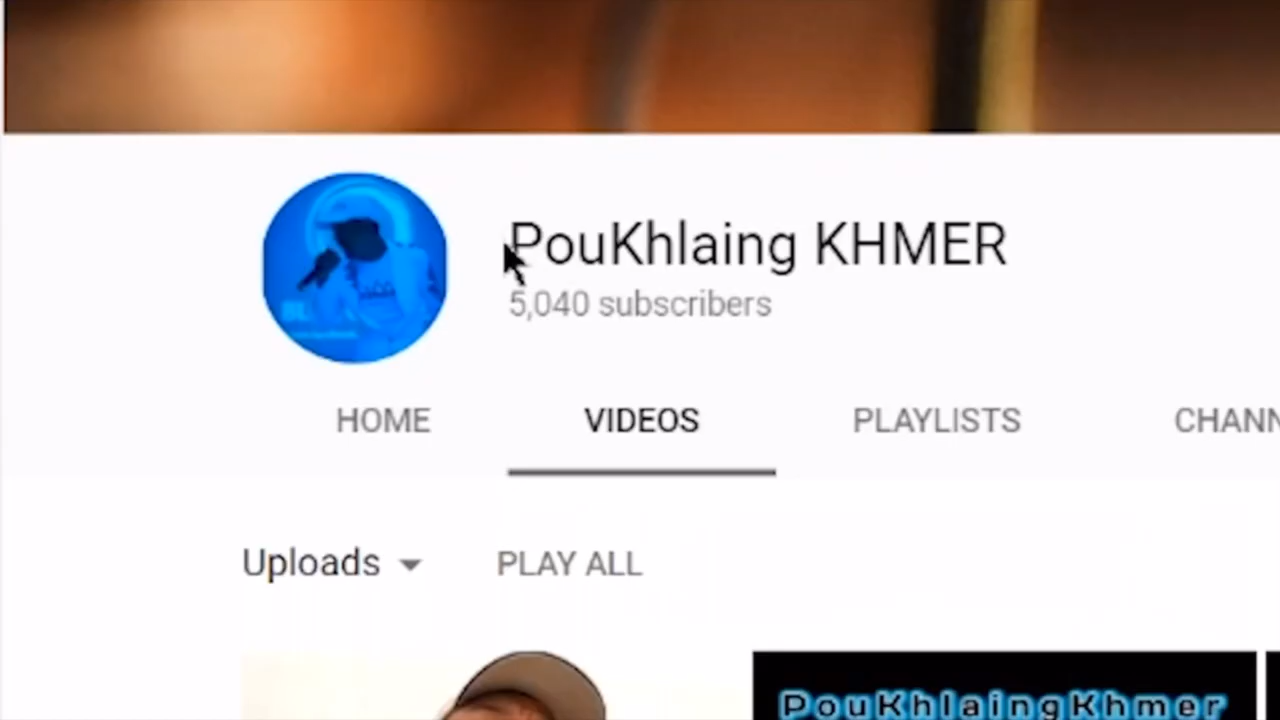 PouKhlaing KHMER
5,040 subscribers
HOME VIDEOS PLAYLISTS CHANN
Uploads PLAY ALL
PouKhlaingKhmer